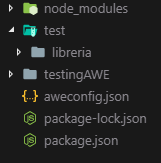 node_modules
test
libreria
testingAWE
aweconfig.json
package-lock.json
package.json